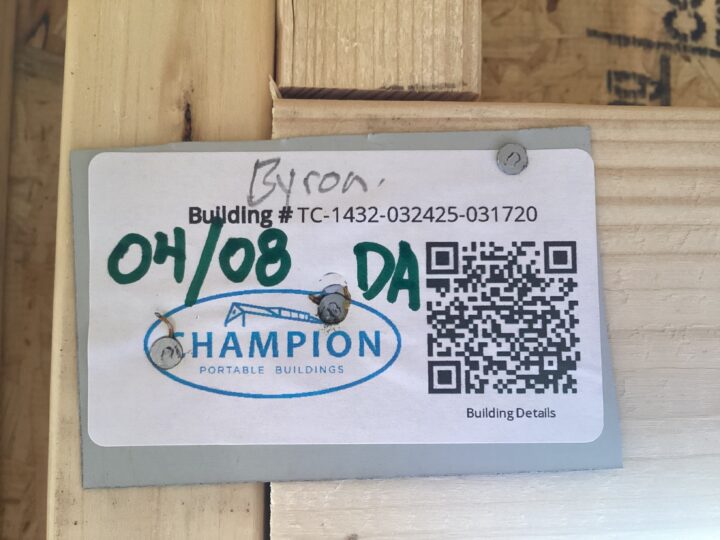 Byron.
Building # TC-1432-032425-031720
04/08 DA
CHAMPION
PORTABLE BUILDINGS
Building Details